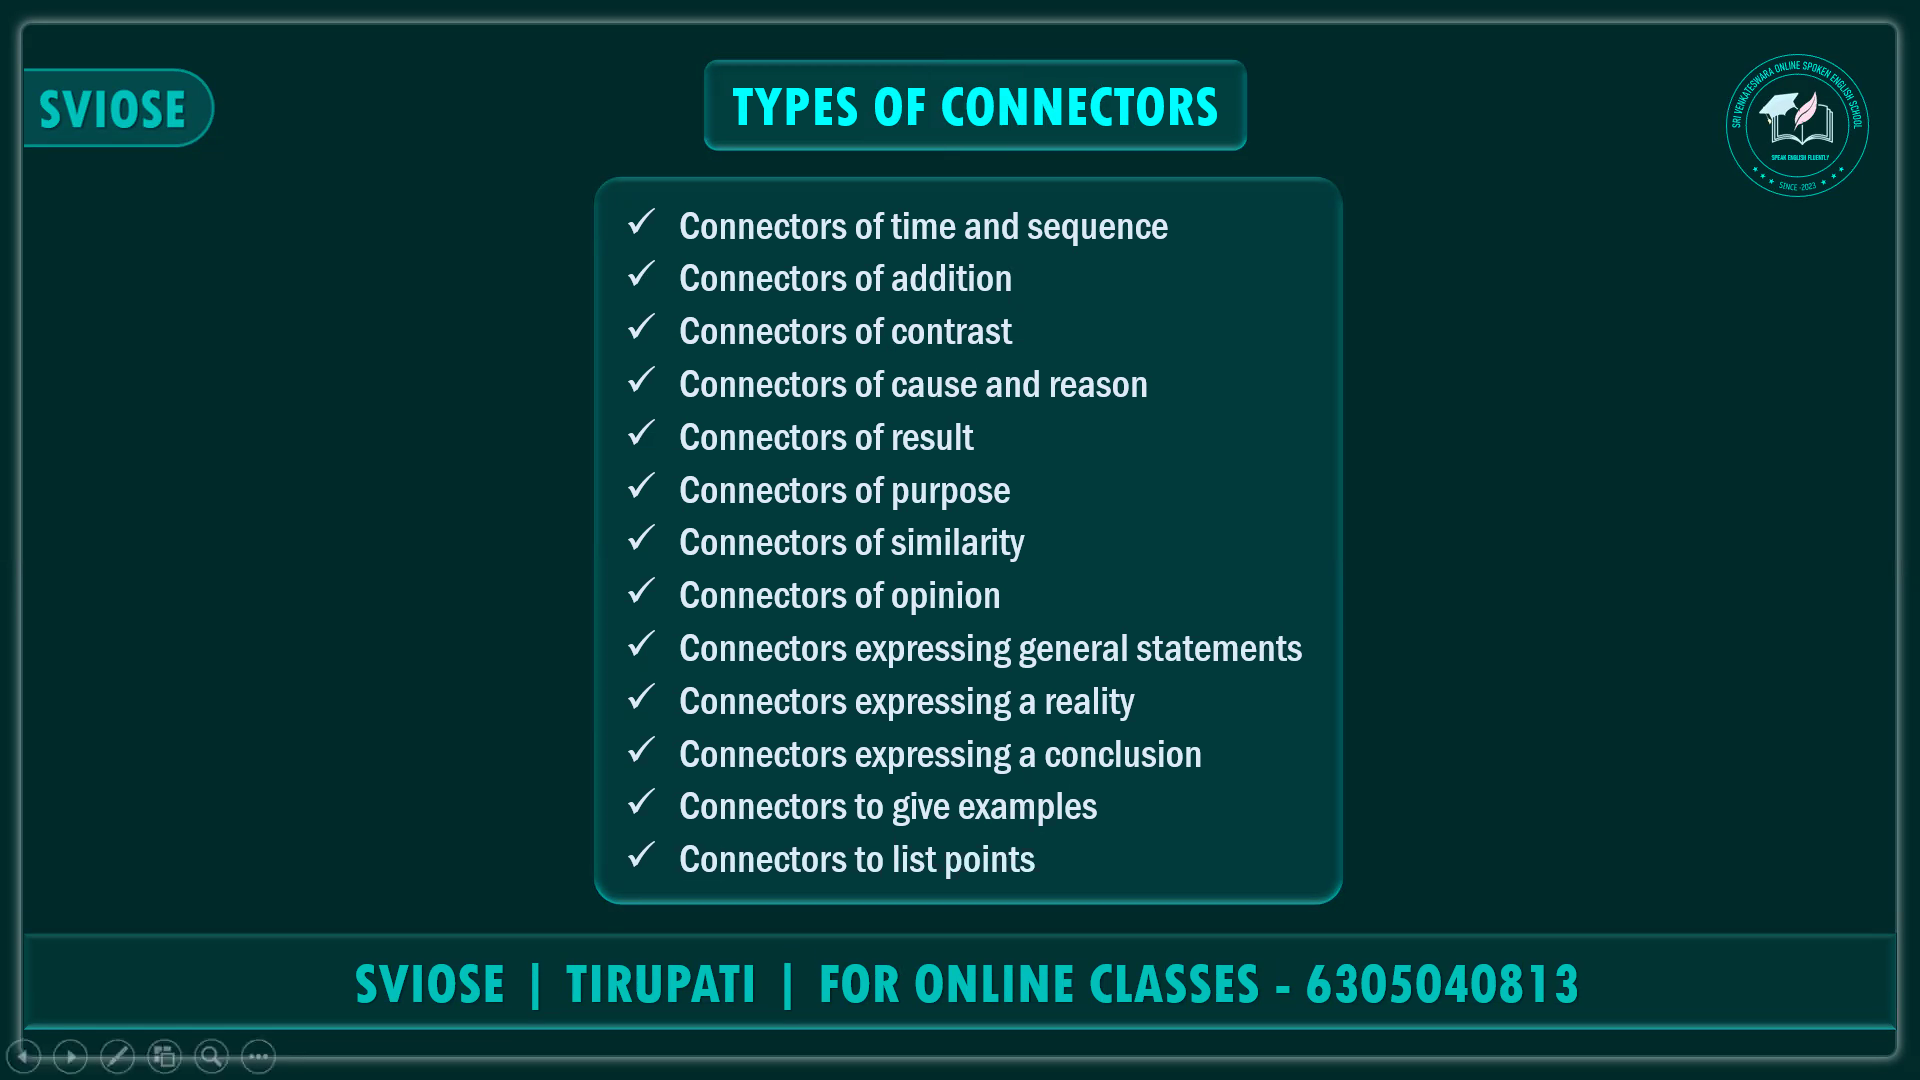 SVIOSE
TYPES OF CONNECTORS
SRI VENKATESWARA ONLINE SPOKEN ENGLISH SCHOOL
SPEAK ENGLISH FLUENTLY
SINCE -2023
Connectors of time and sequence
Connectors of addition
Connectors of contrast
Connectors of cause and reason
Connectors of result
Connectors of purpose
Connectors of similarity
Connectors of opinion
Connectors expressing general statements
Connectors expressing a reality
Connectors expressing a conclusion
Connectors to give examples
Connectors to list points
SVIOSE | TIRUPATI | FOR ONLINE CLASSES - 6305040813